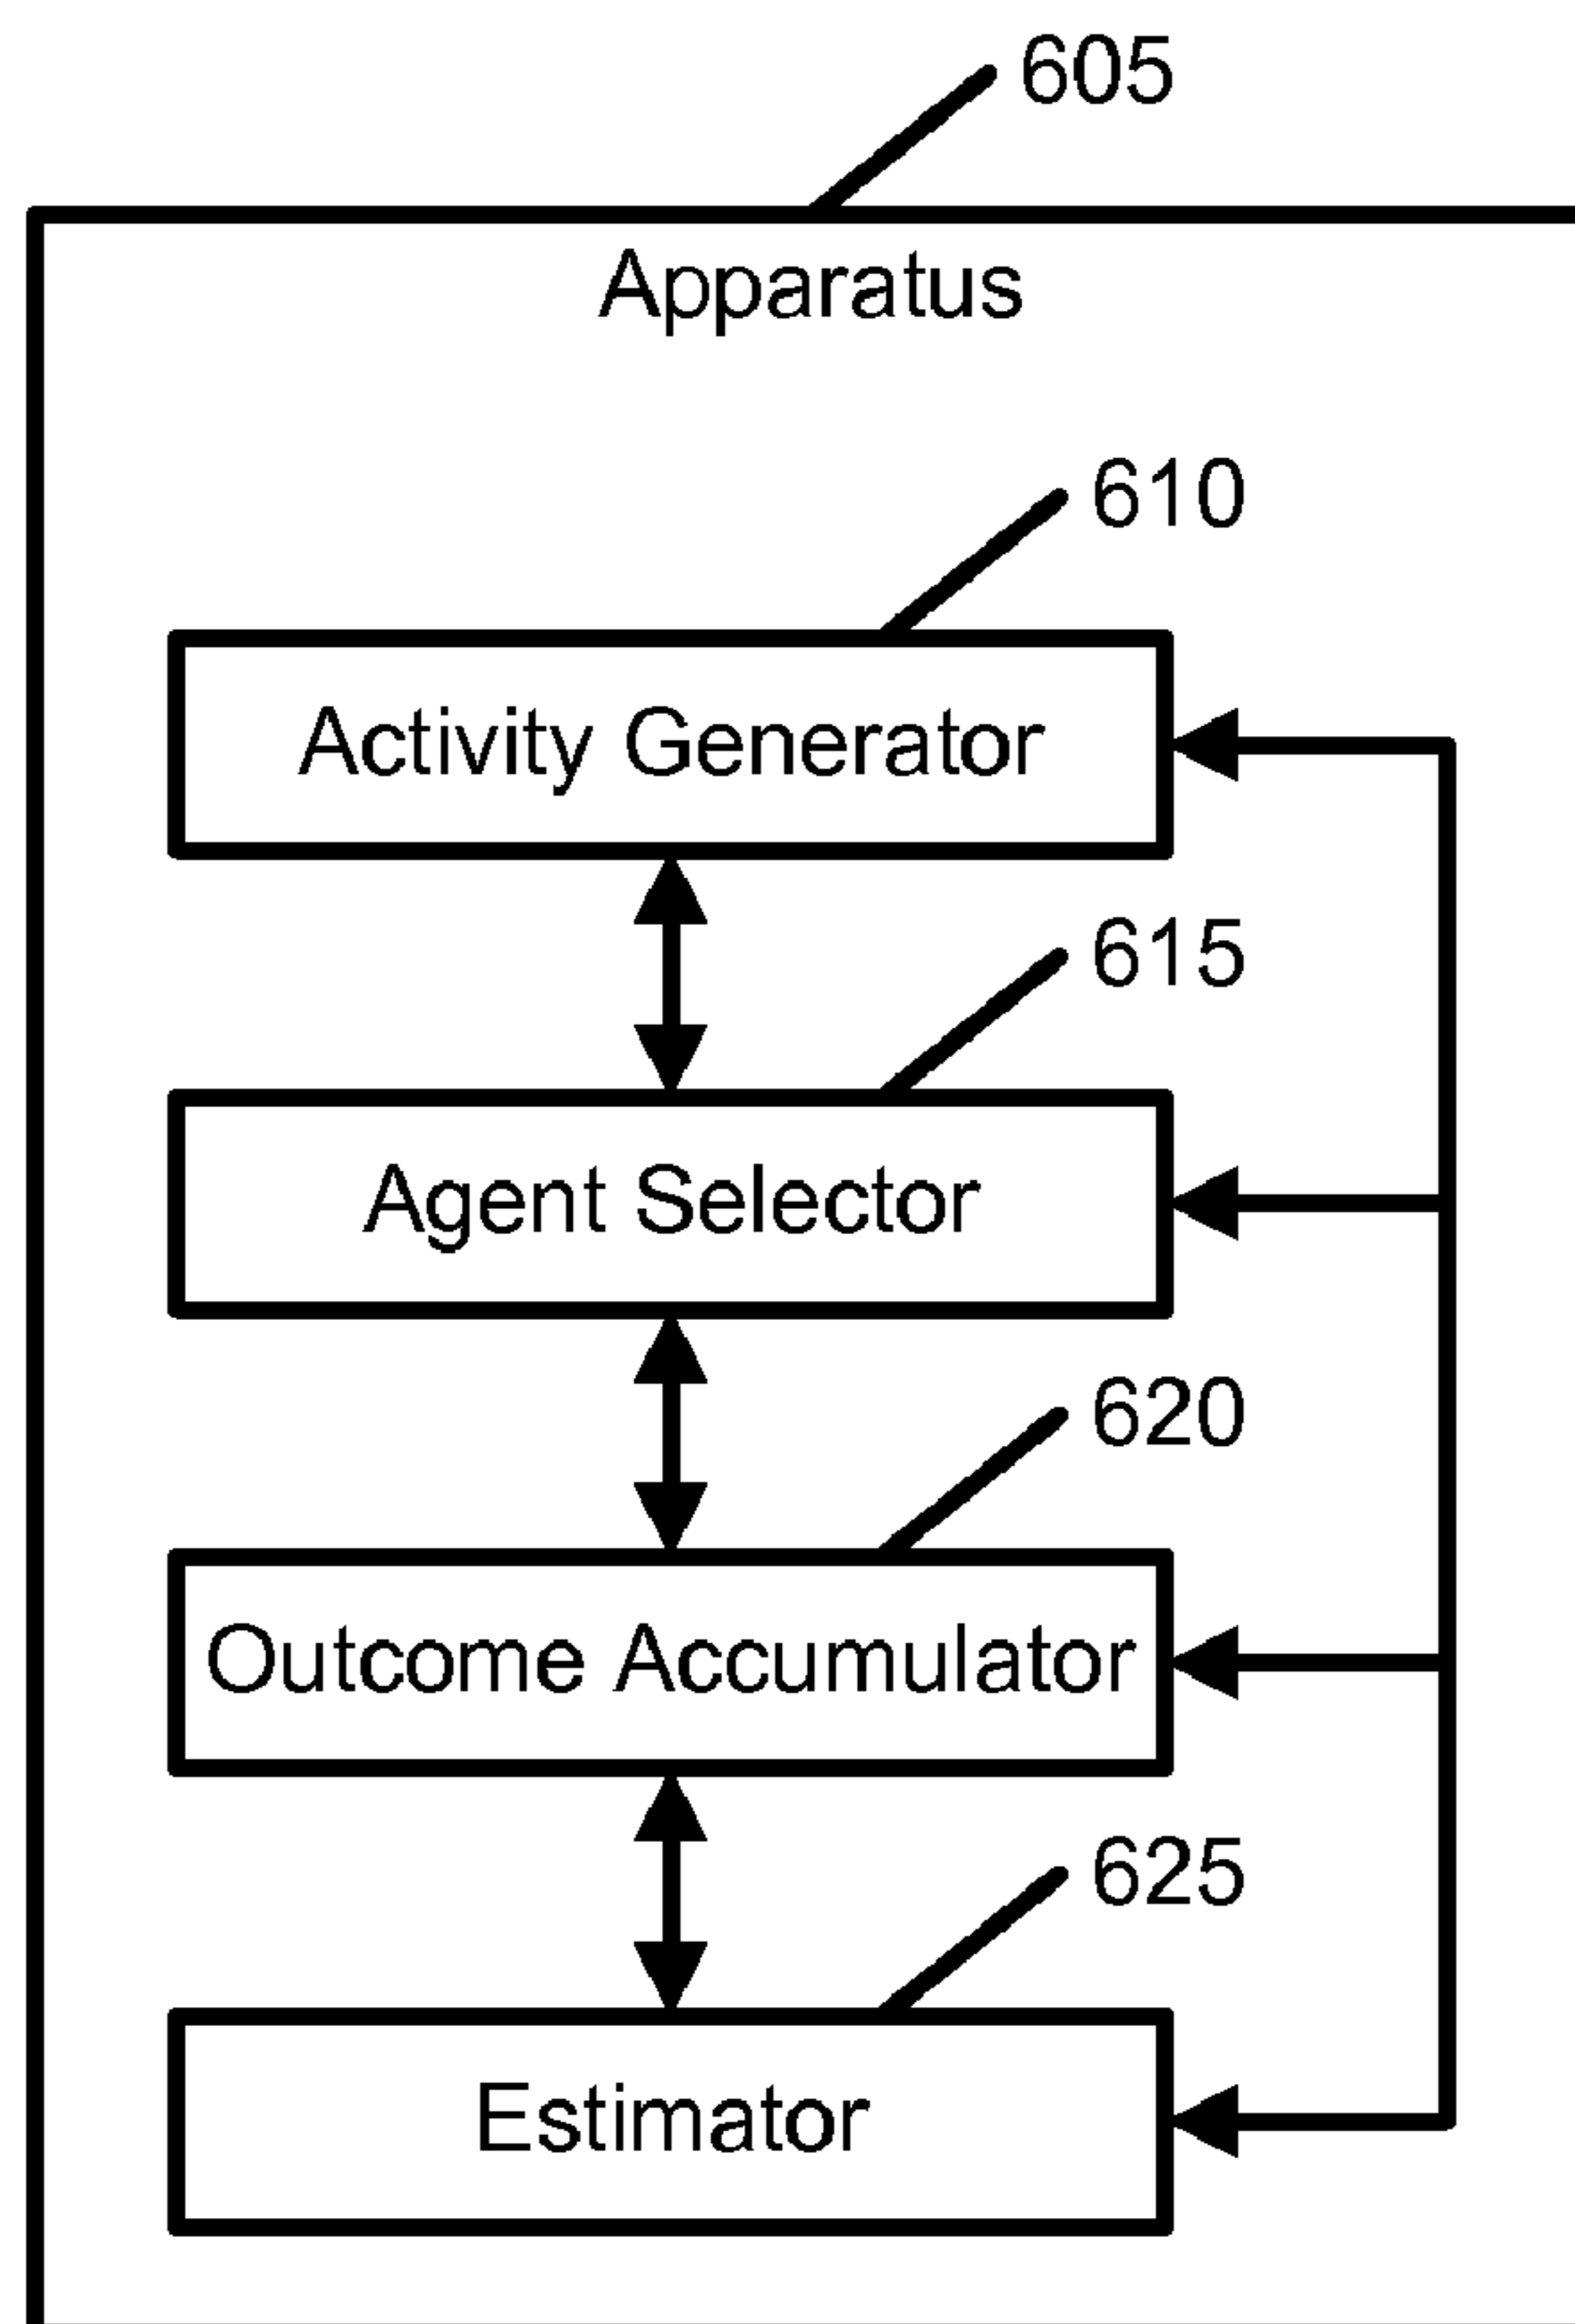 605
Apparatus
610
Activity Generator
615
Agent Selector
620
Outcome Accumulator
625
Estimator